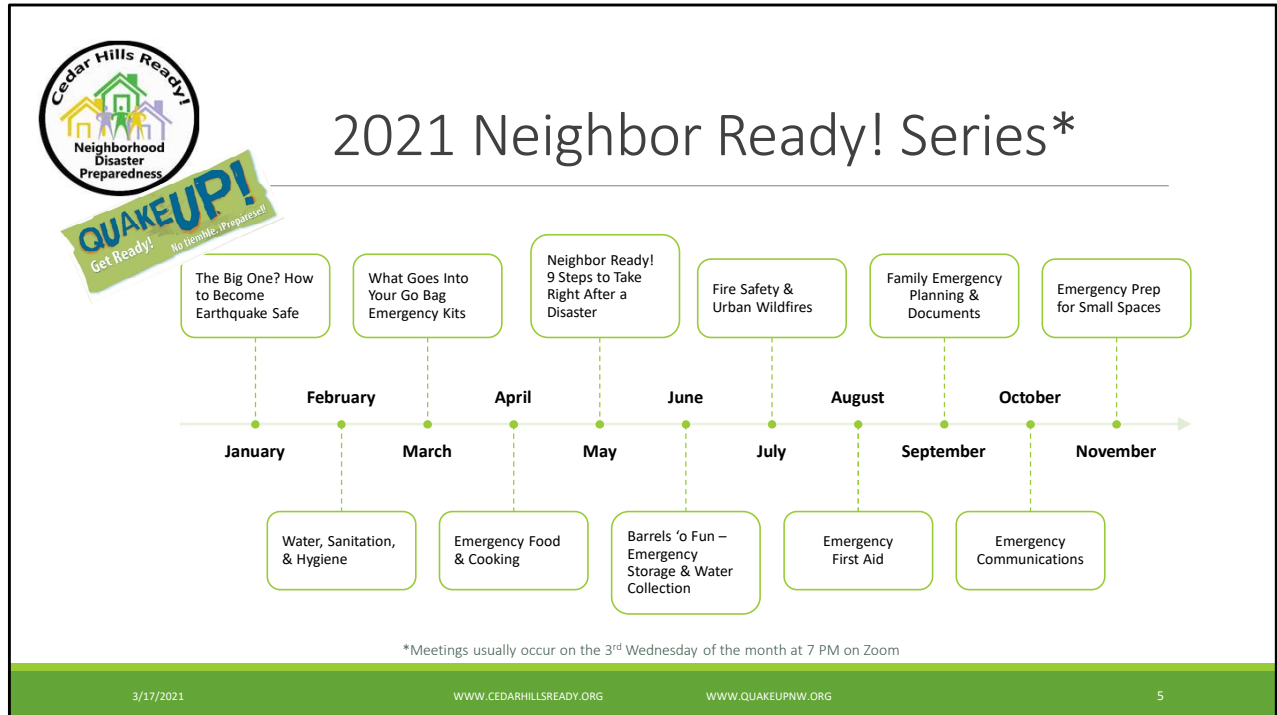 Cedar Hills Ready!
Neighborhood
Disaster
Preparedness
QUAKEUP!
Get Ready!
No tiemble, ¡Prepárese!!
2021 Neighbor Ready! Series*
The Big One? How
to Become
Earthquake Safe
What Goes Into
Your Go Bag
Emergency Kits
Neighbor Ready!
9 Steps to Take
Right After a
Disaster
Fire Safety &
Urban Wildfires
Family Emergency
Planning &
Documents
Emergency Prep
for Small Spaces
February
April
June
August
October
January
March
May
July
September
November
Water, Sanitation,
& Hygiene
Emergency Food
& Cooking
Barrels ‘o Fun –
Emergency
Storage & Water
Collection
Emergency
First Aid
Emergency
Communications
*Meetings usually occur on the 3rd Wednesday of the month at 7 PM on Zoom
3/17/2021
WWW.CEDARHILLSREADY.ORG
WWW.QUAKEUPNW.ORG
5